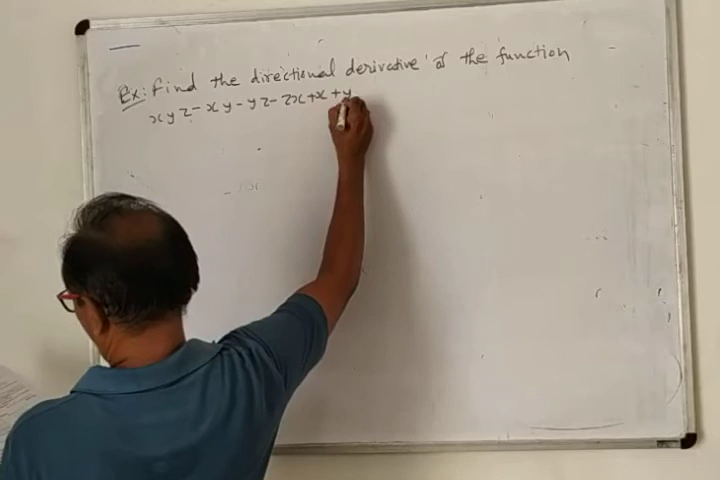 Ex: Find the directional derivative of the function
xyz - xy - yz - zx + x + y